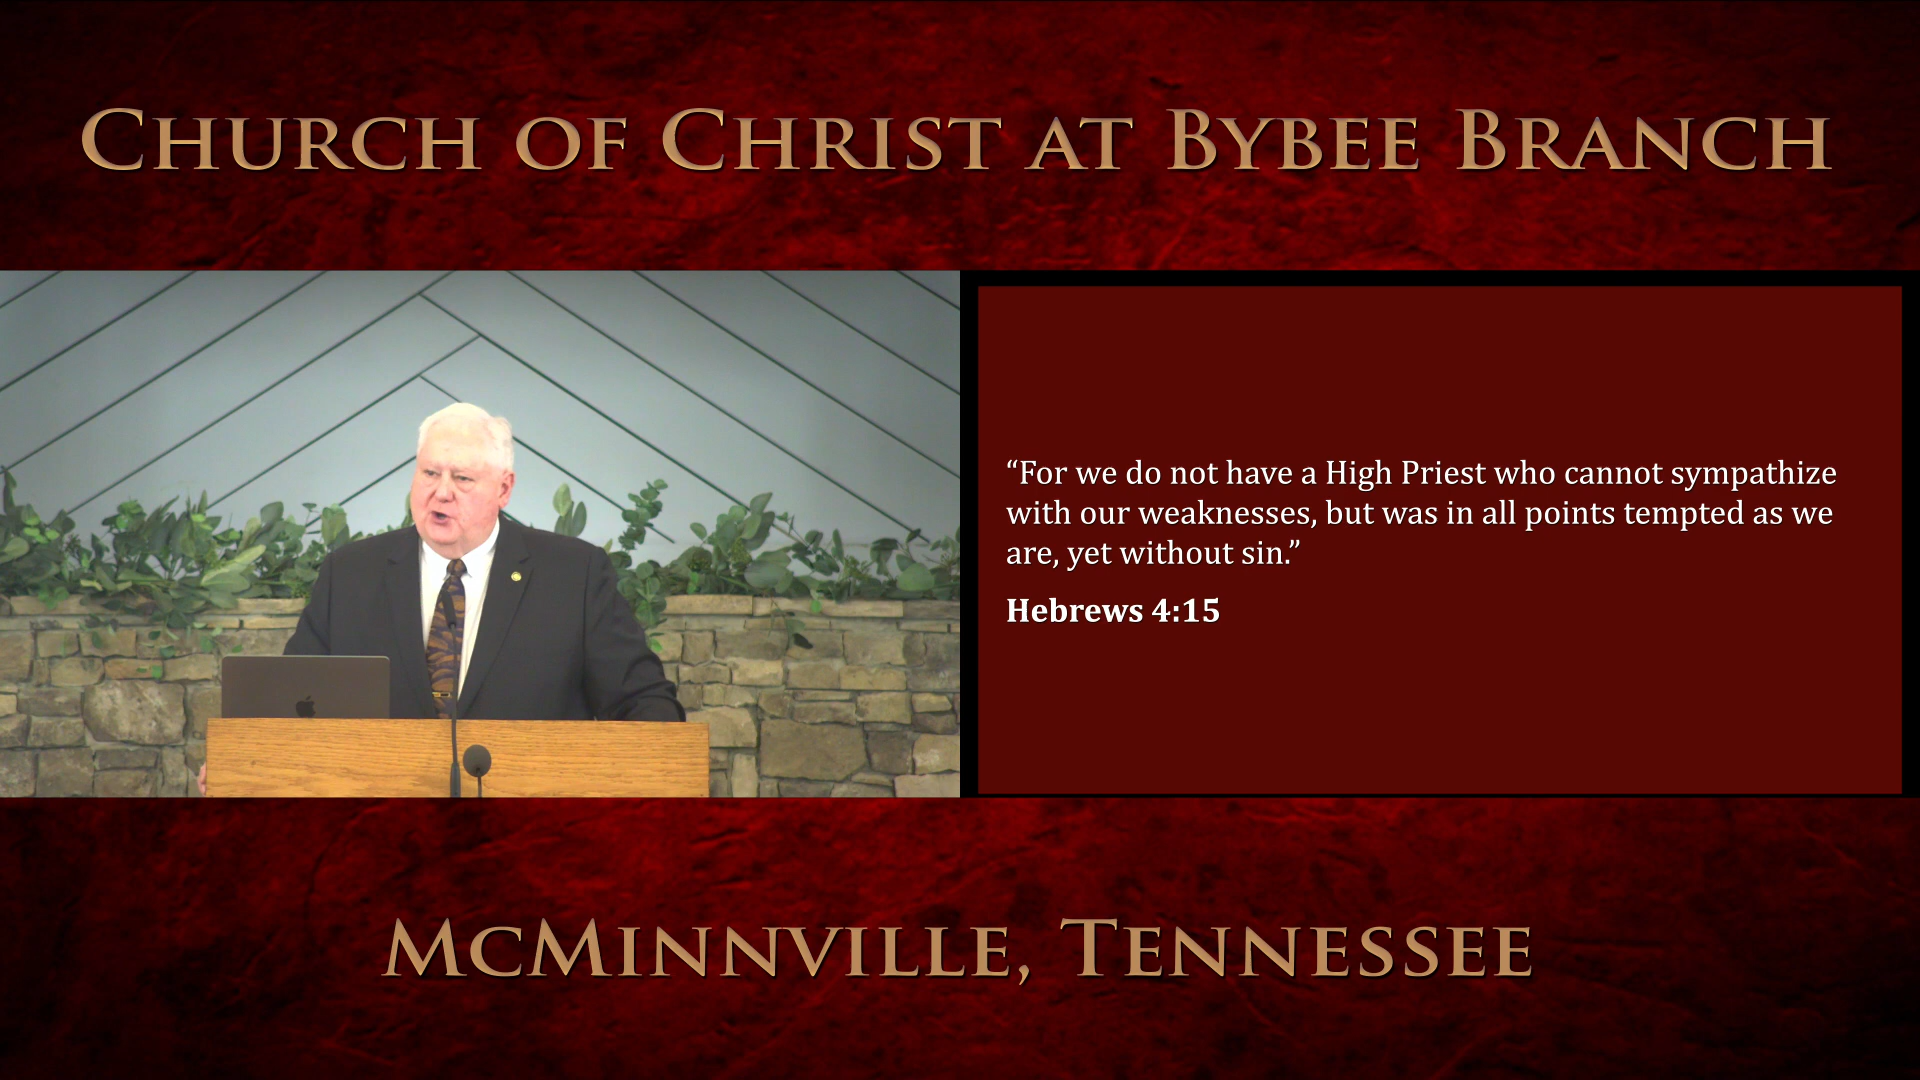 Church of Christ at Bybee Branch
“For we do not have a High Priest who cannot sympathize
with our weaknesses, but was in all points tempted as we
are, yet without sin.”
Hebrews 4:15
McMinnville, Tennessee